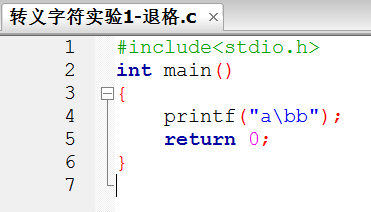 转义字符实验1-退格.c ×
1 #include<stdio.h>
2 int main()
3 {
4 printf("a\bb");
5 return 0;
6 }
7